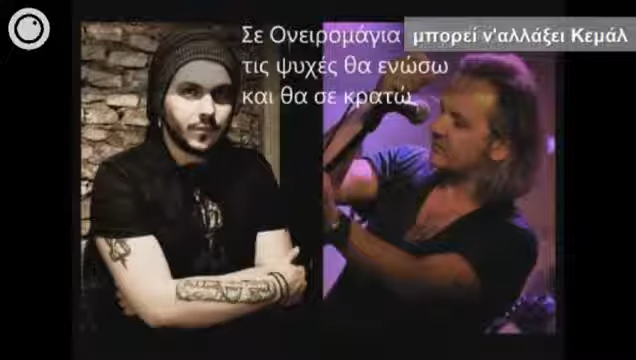 Σε Ονειρομάγια
μπορεί ν'αλλάξει Κεμάλ
τις ψυχές θα ενώσω
και θα σε κρατώ